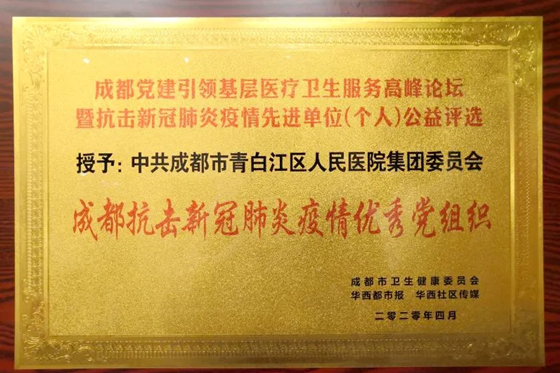 成都党建引领基层医疗卫生服务高峰论坛
暨抗击新冠肺炎疫情先进单位(个人)公益评选
授予：中共成都市青白江区人民医院集团委员会
成都抗击新冠肺炎疫情优秀党组织
成都市卫生健康委员会
华西都市报 华西社区传媒
二零二零年四月